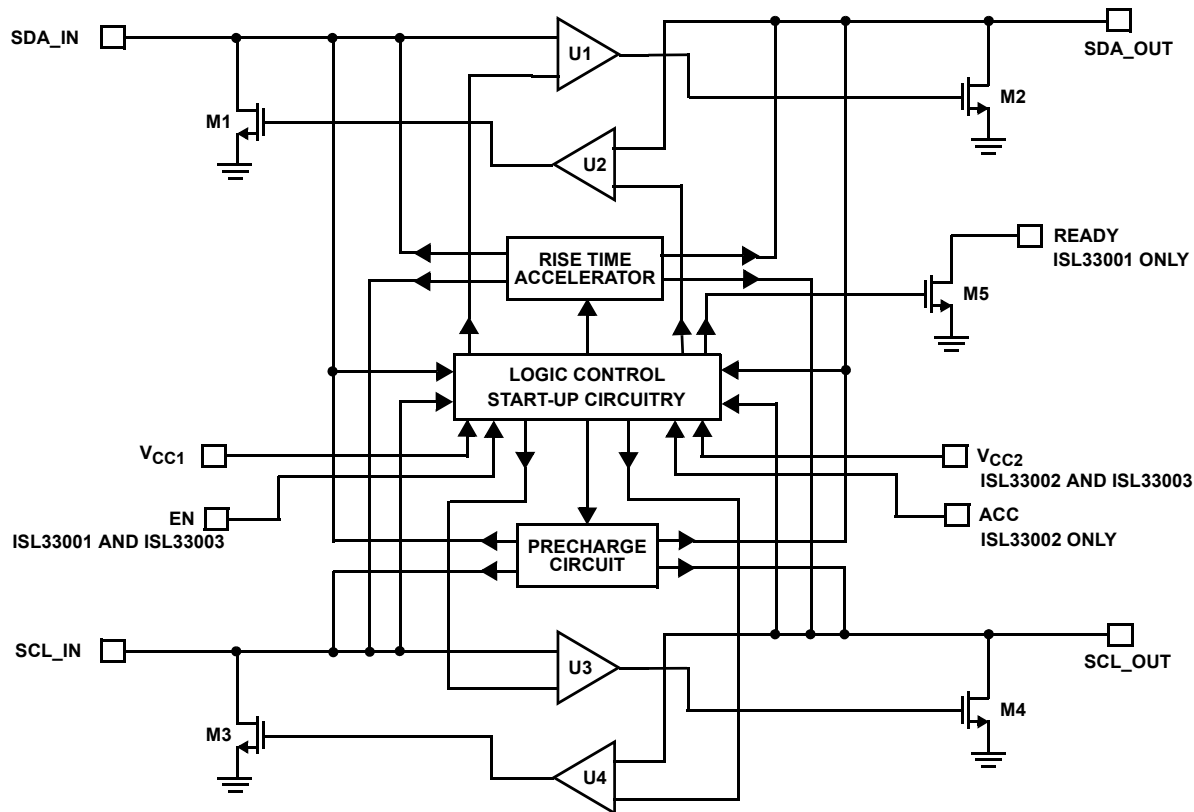 SDA_IN
U1
SDA_OUT
M1
M2
U2
READY
ISL33001 ONLY
RISE TIME
ACCELERATOR
M5
LOGIC CONTROL
START-UP CIRCUITRY
VCC1
VCC2
ISL33002 AND ISL33003
EN
ISL33001 AND ISL33003
ACC
ISL33002 ONLY
PRECHARGE
CIRCUIT
SCL_IN
U3
SCL_OUT
M3
M4
U4